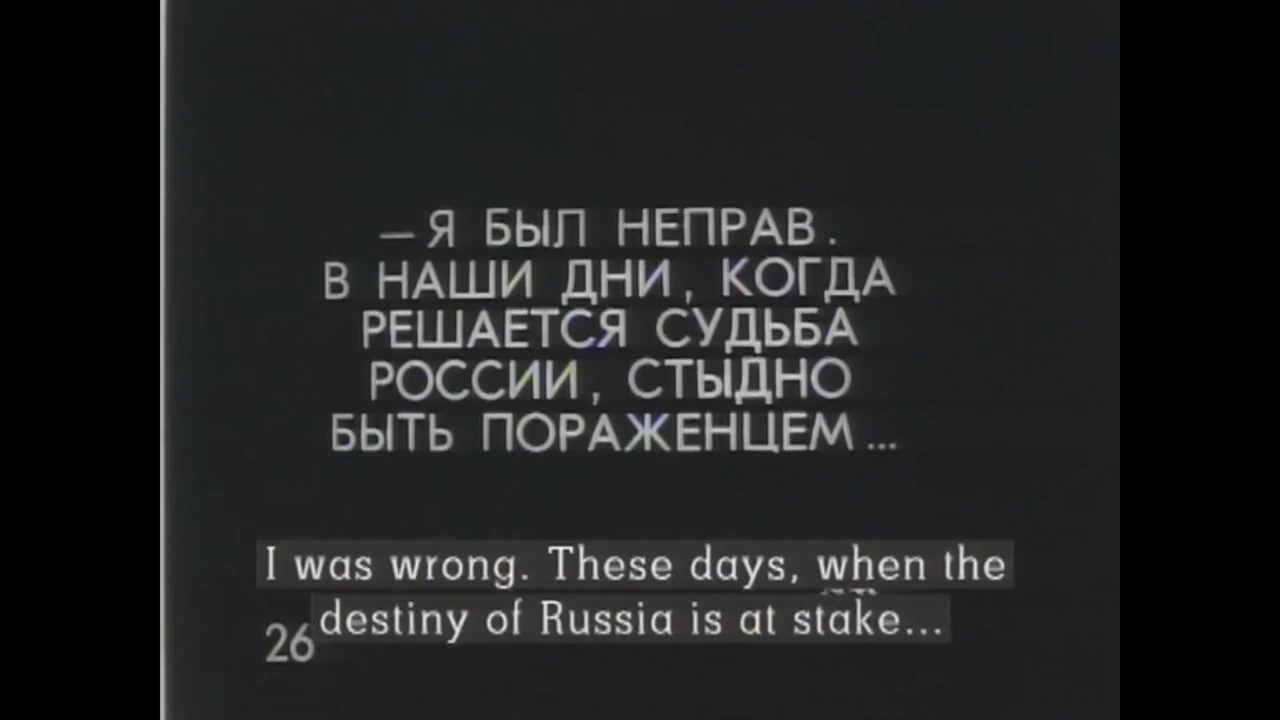 — Я БЫЛ НЕПРАВ.
В НАШИ ДНИ, КОГДА
РЕШАЕТСЯ СУДЬБА
РОССИИ, СТЫДНО
БЫТЬ ПОРАЖЕНЦЕМ...
I was wrong. These days, when the
destiny of Russia is at stake...
26